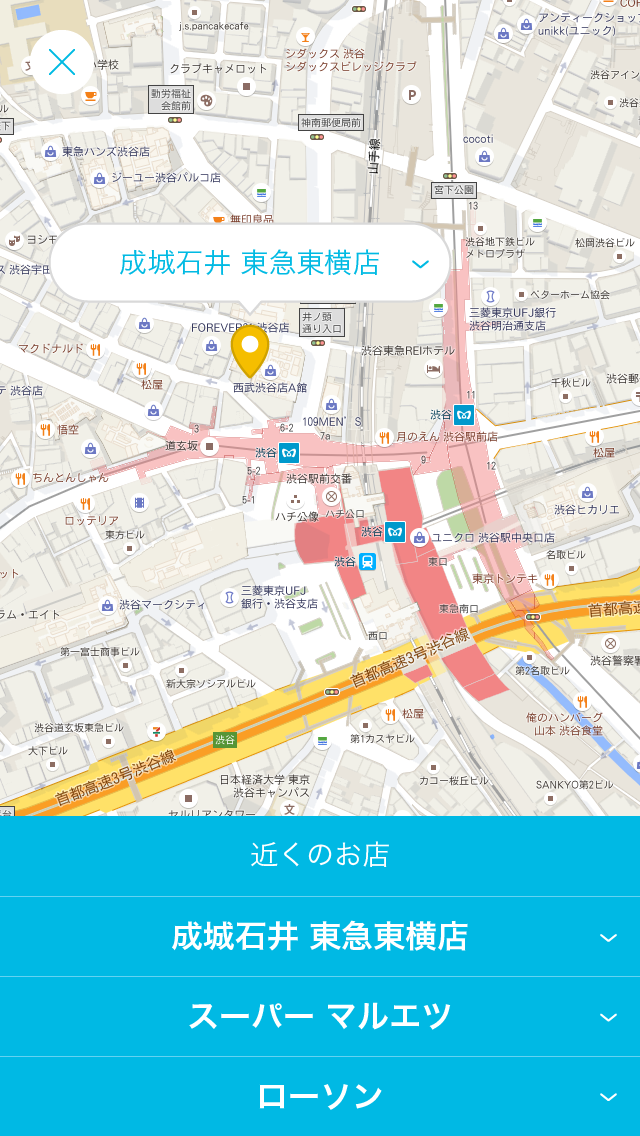 j.s.pancakecafe
アンティークショップ
unikk(ユニック)
シダックス 渋谷
シダックスビレッジクラブ
小学校
クラブキャメロット
渋谷アイン
勤労福祉
会館前
P
神南郵便局前
山手線
cocoti
東急ハンズ渋谷店
ジーユー渋谷パルコ店
宮下公園
13
無印良品
ヨシモ
渋谷地下鉄ビル
メトロプラザ
松岡渋谷ビル
成城石井 東急東横店
ベターホーム協会
三菱東京UFJ銀行
渋谷明治通支店
井ノ頭
通り入口
マクドナルド
西武渋谷店A館
渋谷東急REIホテル
松屋
渋谷店
千秋ビル
渋谷郵
11
109MEN'S
渋谷
悟空
3
6-2
7a
月のえん 渋谷駅前店
道玄坂
渋谷
松屋
9
12
5-2
ちんとんしゃん
渋谷駅前交番
5-1
ロッテリア
ハチ公像
ハチ公口
渋谷ヒカリエ
東方ビル
渋谷
ユニクロ 渋谷駅中央口店
名取ビル
渋谷
東口
東京トンテキ
三菱東京UFJ
銀行・渋谷支店
渋谷マークシティ
ラム・エイト
東急南口
首都高速
西口
第一富士商事ビル
首都高速3号渋谷線
渋谷警察署
第2名取ビル
新大宗ソシアルビル
松屋
俺のハンバーグ
山本 渋谷食堂
渋谷道玄坂東急ビル
渋谷
第1カスヤビル
大下ビル
首都高速3号渋谷線
日本経済大学 東京
渋谷キャンパス
カコー桜丘ビル
SANKYO第2ビル
文
セルリアンタワー
近くのお店
成城石井 東急東横店
スーパー マルエツ
ローソン